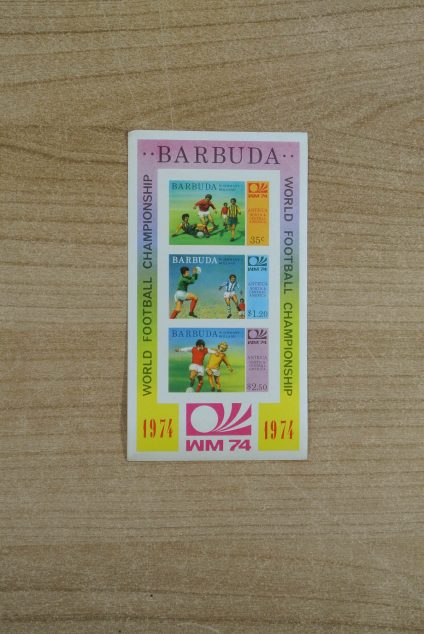 ··BARBUDA··
WORLD FOOTBALL CHAMPIONSHIP
WORLD FOOTBALL CHAMPIONSHIP
BARBUDA
WM 74
35c
BARBUDA
WM 74
$1.20
BARBUDA
WM 74
$2.50
1974
WM 74
1974